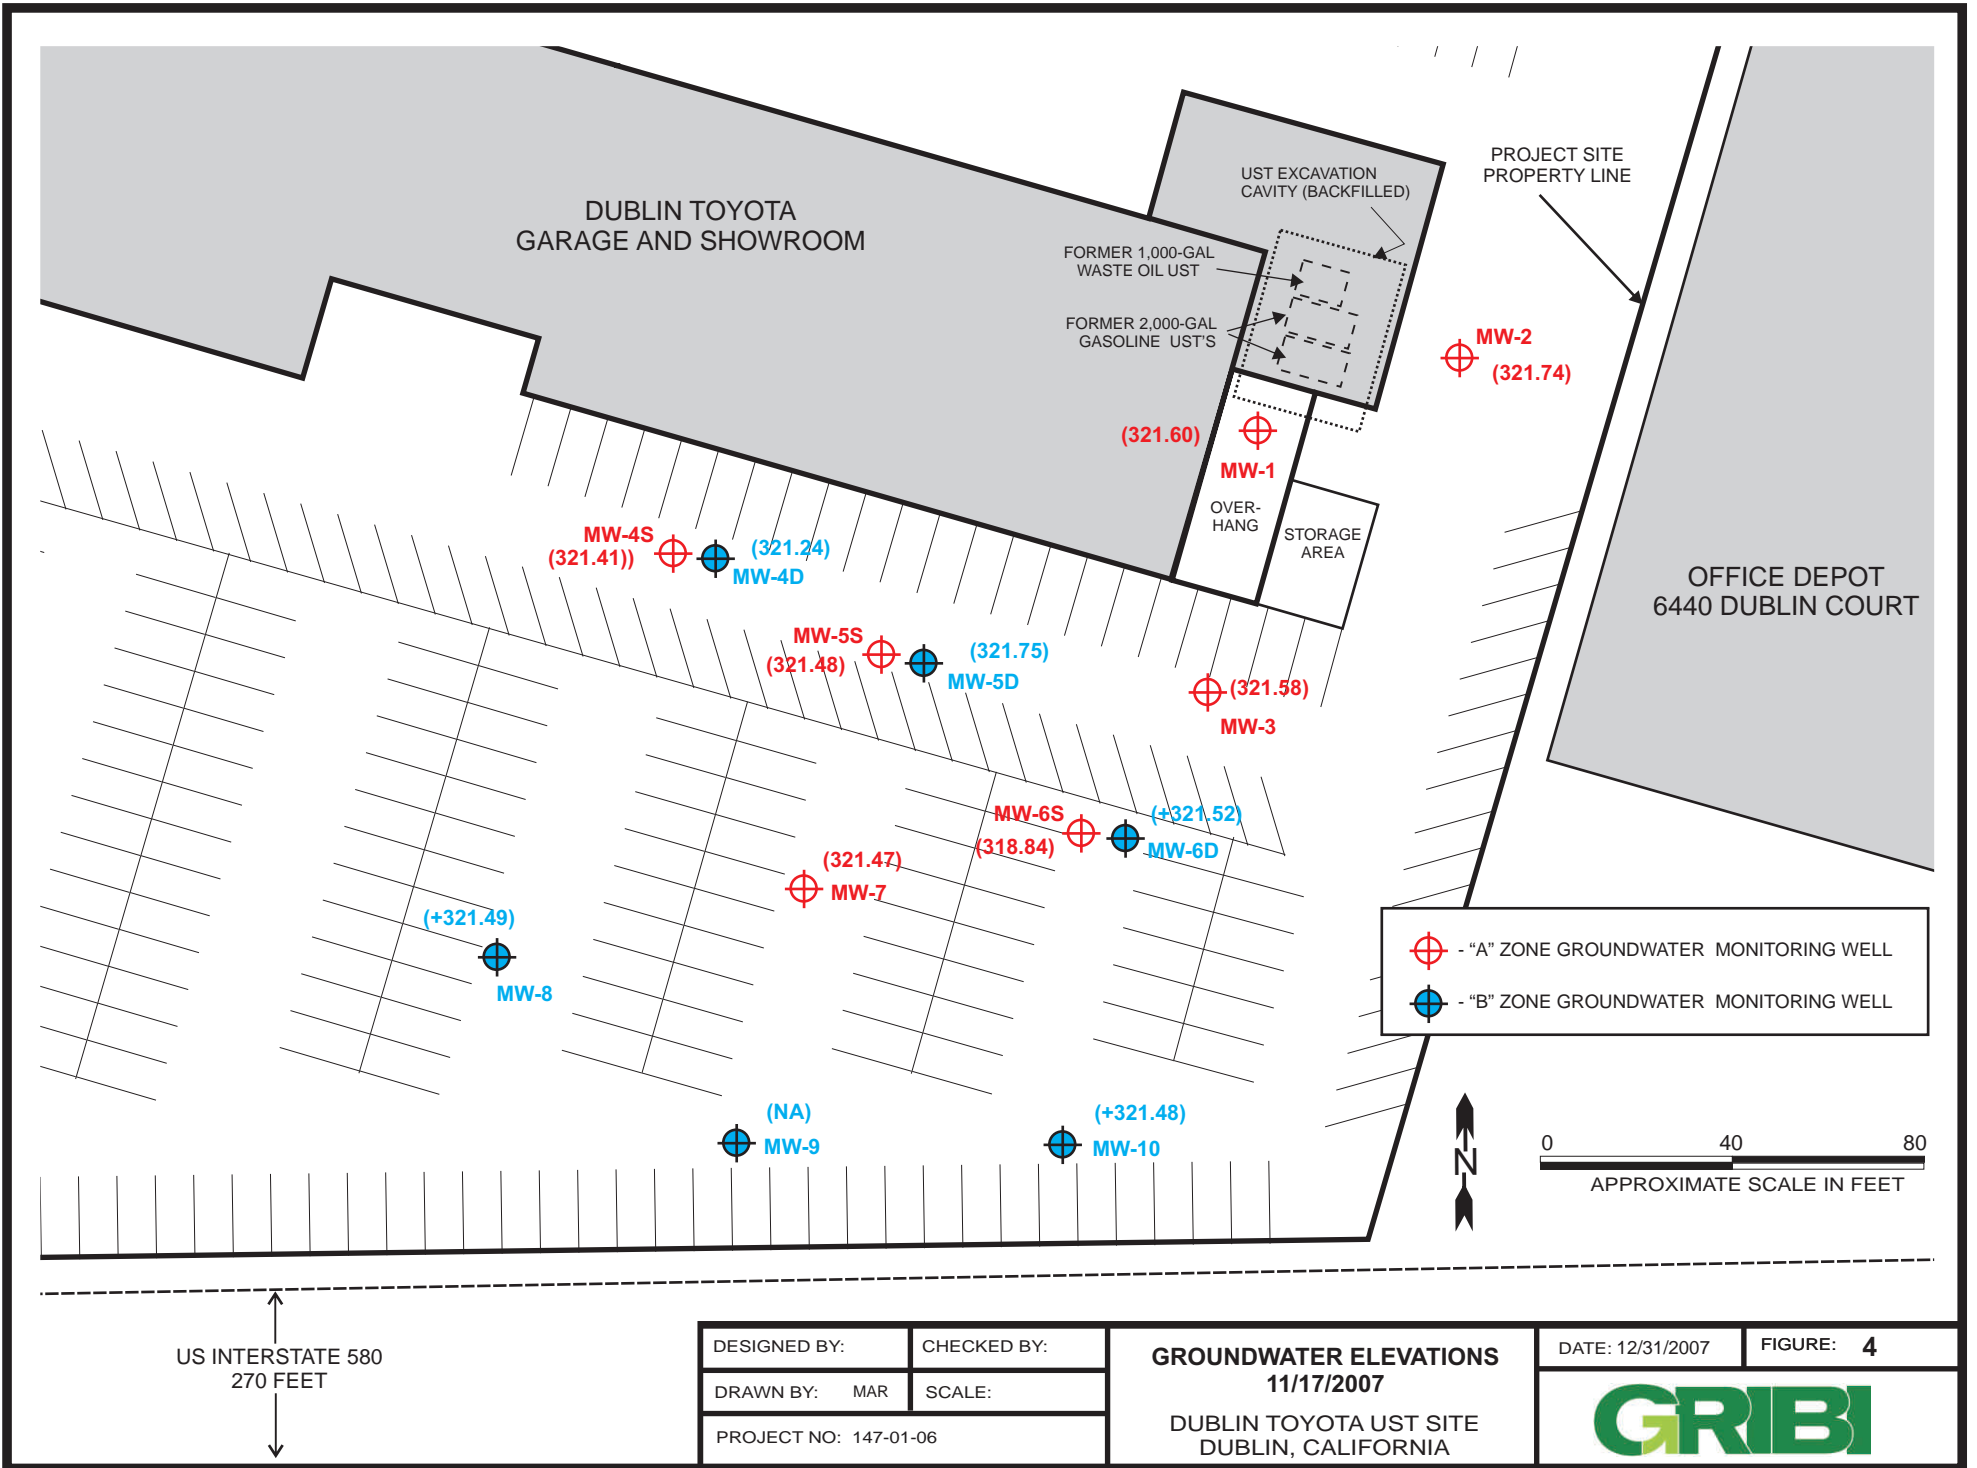 DUBLIN TOYOTA
GARAGE AND SHOWROOM
UST EXCAVATION
CAVITY (BACKFILLED)
PROJECT SITE
PROPERTY LINE
FORMER 1,000-GAL
WASTE OIL UST
FORMER 2,000-GAL
GASOLINE UST'S
MW-2
(321.74)
(321.60)
MW-1
OVER-
HANG
STORAGE
AREA
OFFICE DEPOT
6440 DUBLIN COURT
MW-4S
(321.41))
(321.24)
MW-4D
MW-5S
(321.48)
(321.75)
MW-5D
(321.58)
MW-3
MW-6S
(318.84)
(+321.52)
MW-6D
(321.47)
MW-7
(+321.49)
MW-8
- “A” ZONE GROUNDWATER MONITORING WELL
- “B” ZONE GROUNDWATER MONITORING WELL
(NA)
MW-9
(+321.48)
MW-10
N
0 40 80
APPROXIMATE SCALE IN FEET
US INTERSTATE 580
270 FEET
DESIGNED BY:
CHECKED BY:
DRAWN BY: MAR
SCALE:
PROJECT NO: 147-01-06
GROUNDWATER ELEVATIONS
11/17/2007
DUBLIN TOYOTA UST SITE
DUBLIN, CALIFORNIA
DATE: 12/31/2007
FIGURE: 4
GRIBI